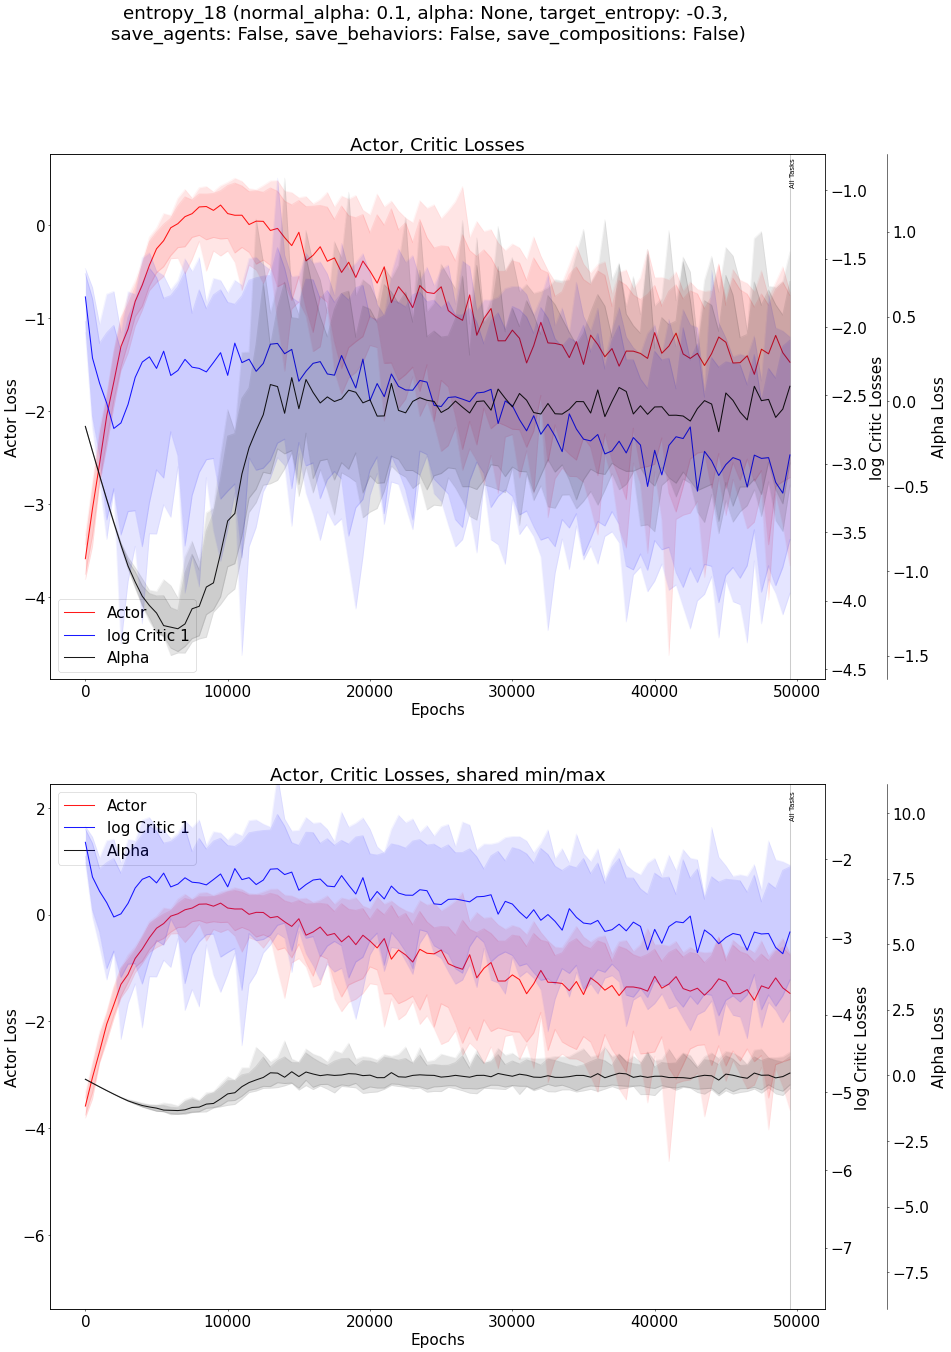 entropy_18 (normal_alpha: 0.1, alpha: None, target_entropy: -0.3,
save_agents: False, save_behaviors: False, save_compositions: False)
Actor, Critic Losses
All Tasks
0
−1
−2
−3
−4
Actor Loss
−1.0
−1.5
−2.0
−2.5
−3.0
−3.5
−4.0
−4.5
log Critic Losses
1.0
0.5
0.0
−0.5
−1.0
−1.5
Alpha Loss
Actor
log Critic 1
Alpha
0 10000 20000 30000 40000 50000
Epochs
Actor, Critic Losses, shared min/max
All Tasks
Actor
log Critic 1
Alpha
2
0
−2
−4
−6
Actor Loss
−2
−3
−4
−5
−6
−7
log Critic Losses
10.0
7.5
5.0
2.5
0.0
−2.5
−5.0
−7.5
Alpha Loss
0 10000 20000 30000 40000 50000
Epochs